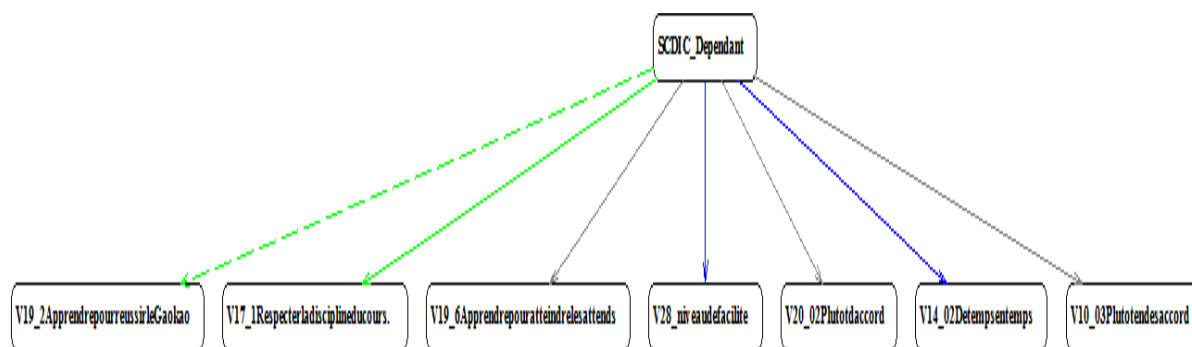 SCDIC_Dependant
V19_2ApprendrepourreussirleGaokao
V17_1Respecterladisciplineducours.
V19_6Apprendrepouratteindrelesattends
V28_niveaudefacilite
V20_02Plutotdaccord
V14_02Detempsentemps
V10_03Plutotendesaccord